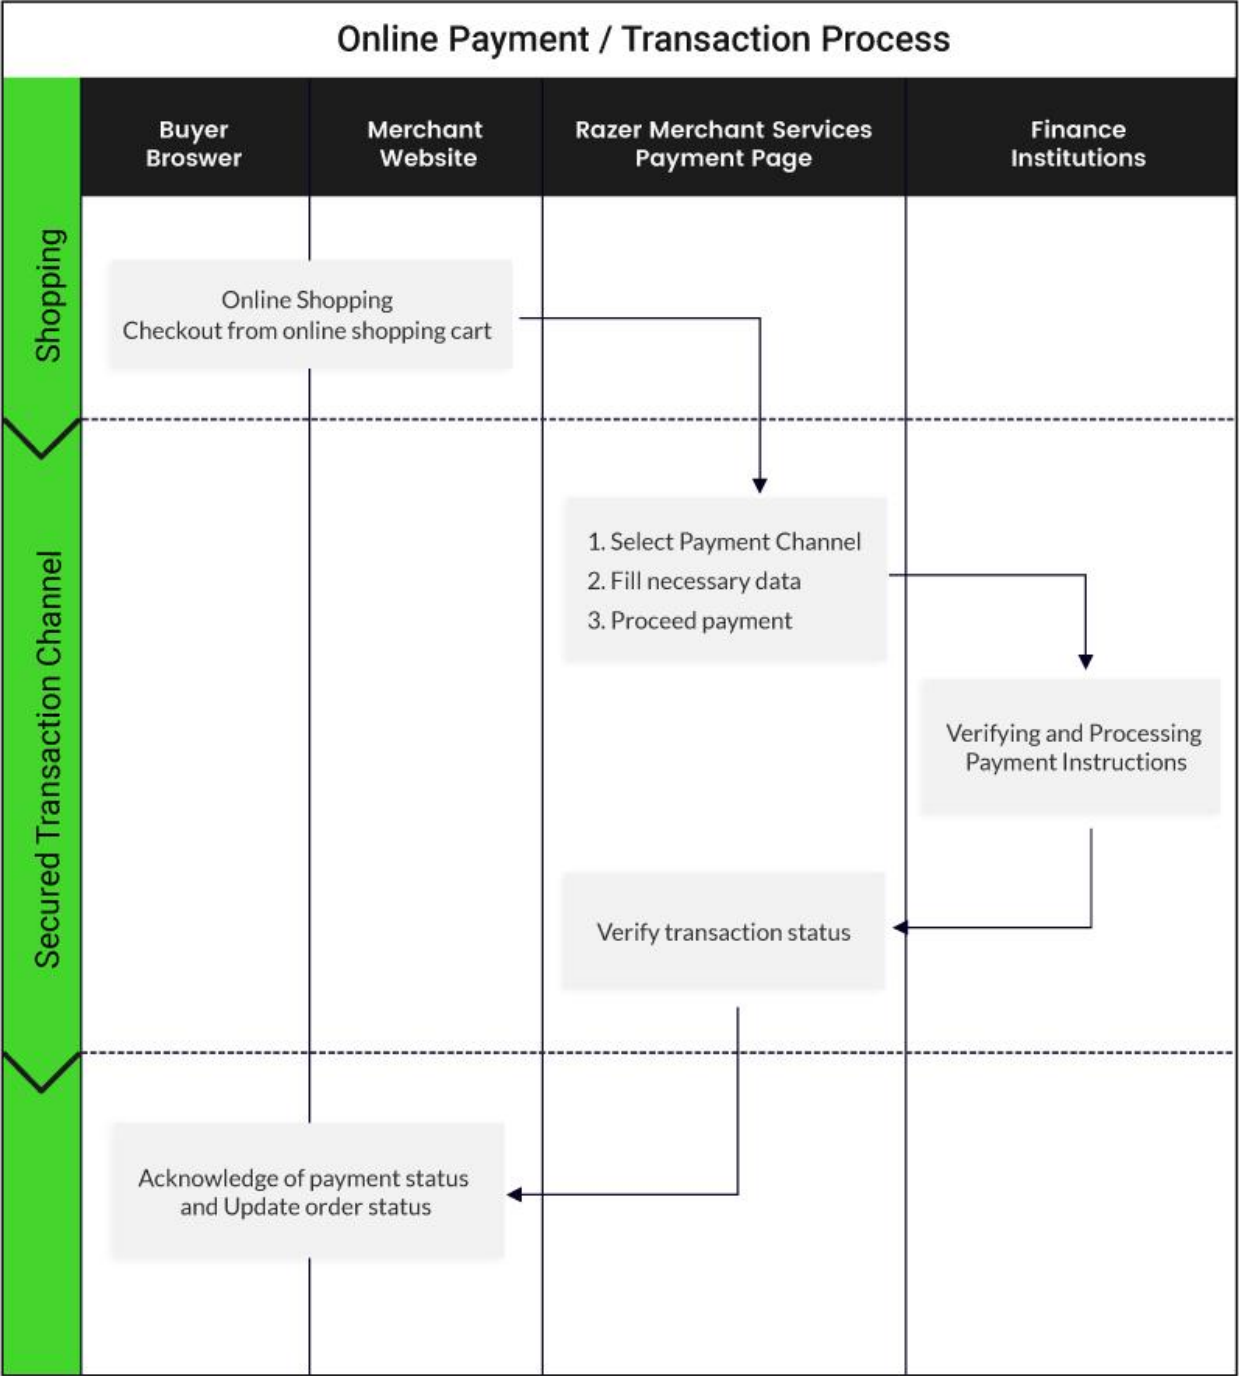 Online Payment / Transaction Process
Buyer
Broswer
Merchant
Website
Razer Merchant Services
Payment Page
Finance
Institutions
Shopping
Online Shopping
Checkout from online shopping cart
Secured Transaction Channel
1. Select Payment Channel
2. Fill necessary data
3. Proceed payment
Verifying and Processing
Payment Instructions
Verify transaction status
Acknowledge of payment status
and Update order status